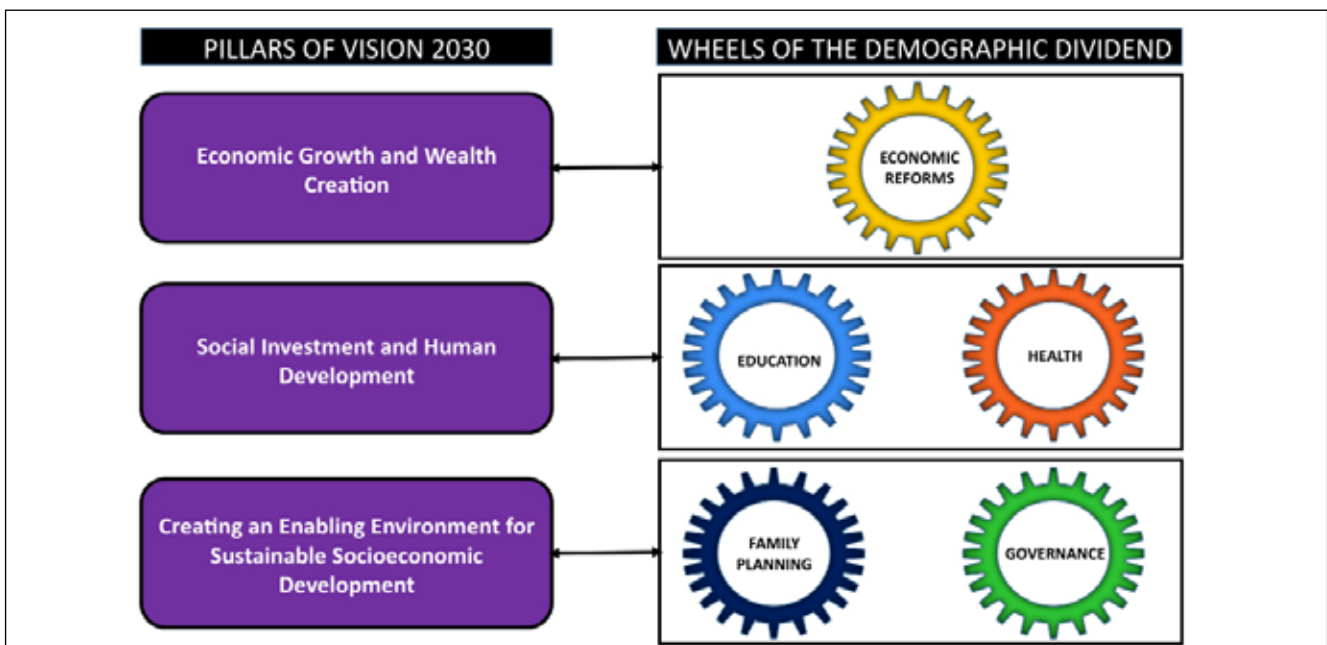 PILLARS OF VISION 2030
WHEELS OF THE DEMOGRAPHIC DIVIDEND
Economic Growth and Wealth
Creation
ECONOMIC
REFORMS
Social Investment and Human
Development
EDUCATION
HEALTH
Creating an Enabling Environment for
Sustainable Socioeconomic
Development
FAMILY
PLANNING
GOVERNANCE